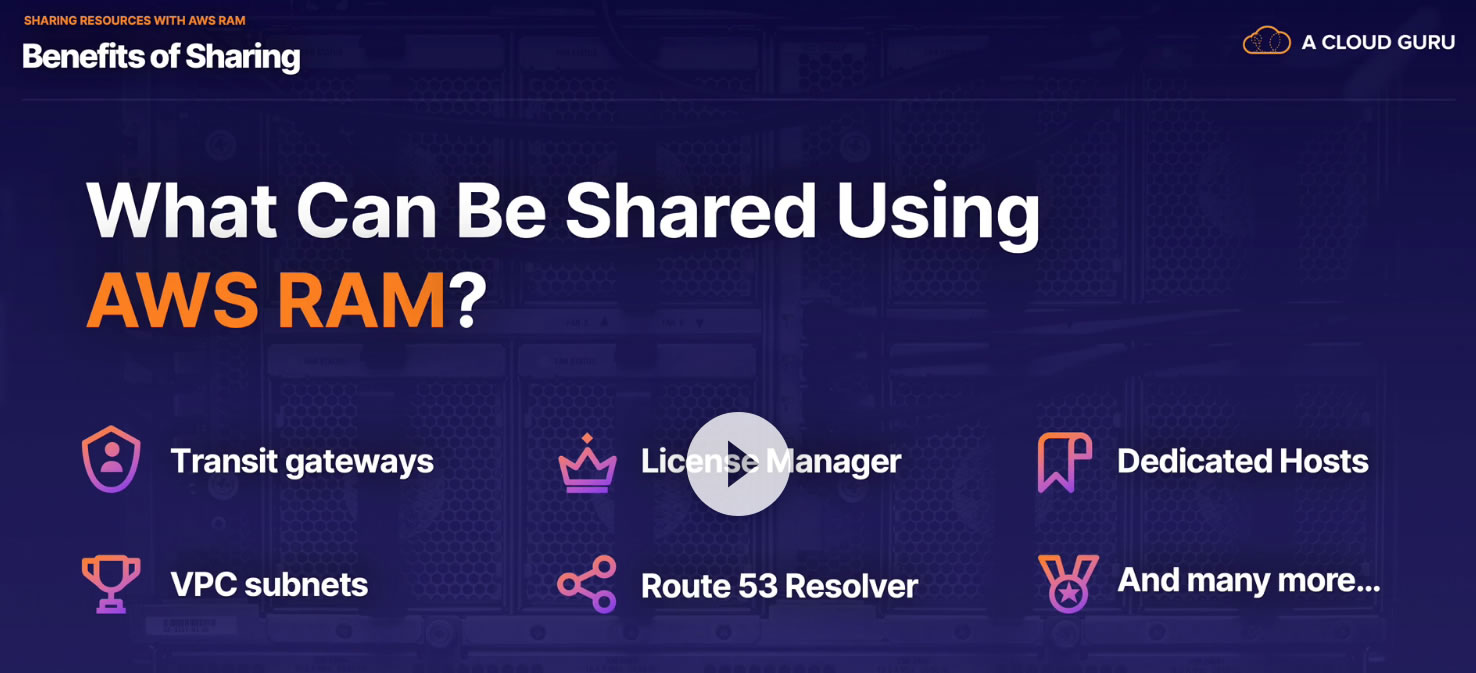 SHARING RESOURCES WITH AWS RAM
Benefits of Sharing
A CLOUD GURU
What Can Be Shared Using
AWS RAM?
Transit gateways
License Manager
Dedicated Hosts
VPC subnets
Route 53 Resolver
And many more...